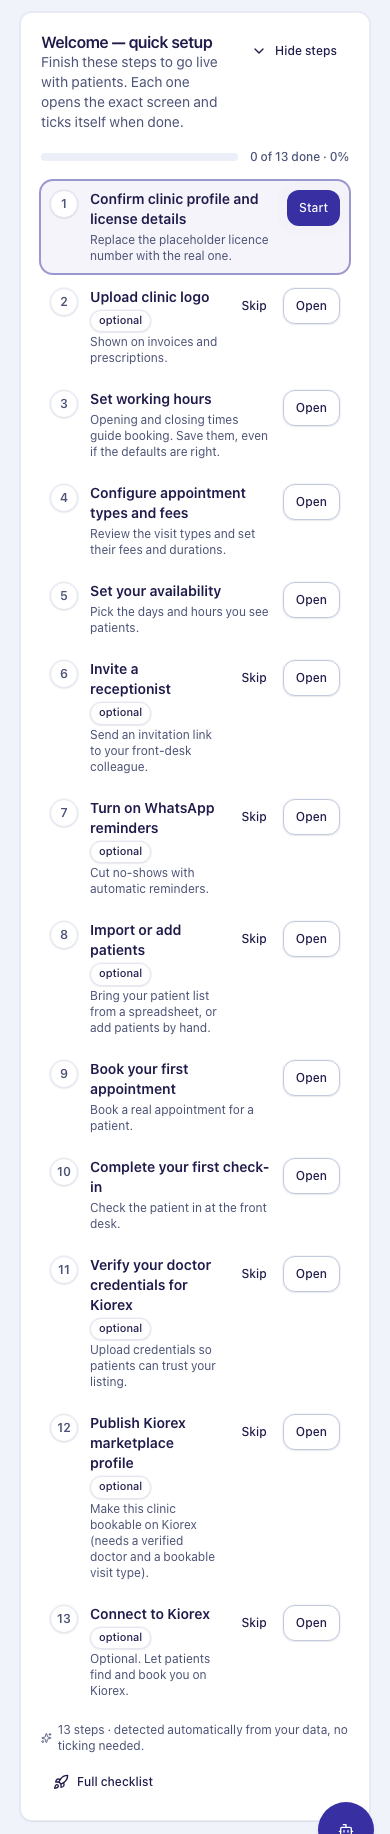 Welcome — quick setup
Finish these steps to go live
with patients. Each one
opens the exact screen and
ticks itself when done.
Hide steps
0 of 13 done · 0%
1
Confirm clinic profile and
license details
Replace the placeholder licence
number with the real one.
Start
2
Upload clinic logo
optional
Shown on invoices and
prescriptions.
Skip
Open
3
Set working hours
Opening and closing times
guide booking. Save them, even
if the defaults are right.
Open
4
Configure appointment
types and fees
Review the visit types and set
their fees and durations.
Open
5
Set your availability
Pick the days and hours you see
patients.
Open
6
Invite a
receptionist
optional
Send an invitation link
to your front-desk
colleague.
Skip
Open
7
Turn on WhatsApp
reminders
optional
Cut no-shows with
automatic reminders.
Skip
Open
8
Import or add
patients
optional
Bring your patient list
from a spreadsheet, or
add patients by hand.
Skip
Open
9
Book your first
appointment
Book a real appointment for a
patient.
Open
10
Complete your first check-
in
Check the patient in at the front
desk.
Open
11
Verify your doctor
credentials for
Kiorex
optional
Upload credentials so
patients can trust your
listing.
Skip
Open
12
Publish Kiorex
marketplace
profile
optional
Make this clinic
bookable on Kiorex
(needs a verified
doctor and a bookable
visit type).
Skip
Open
13
Connect to Kiorex
optional
Optional. Let patients
find and book you on
Kiorex.
Skip
Open
13 steps · detected automatically from your data, no
ticking needed.
Full checklist